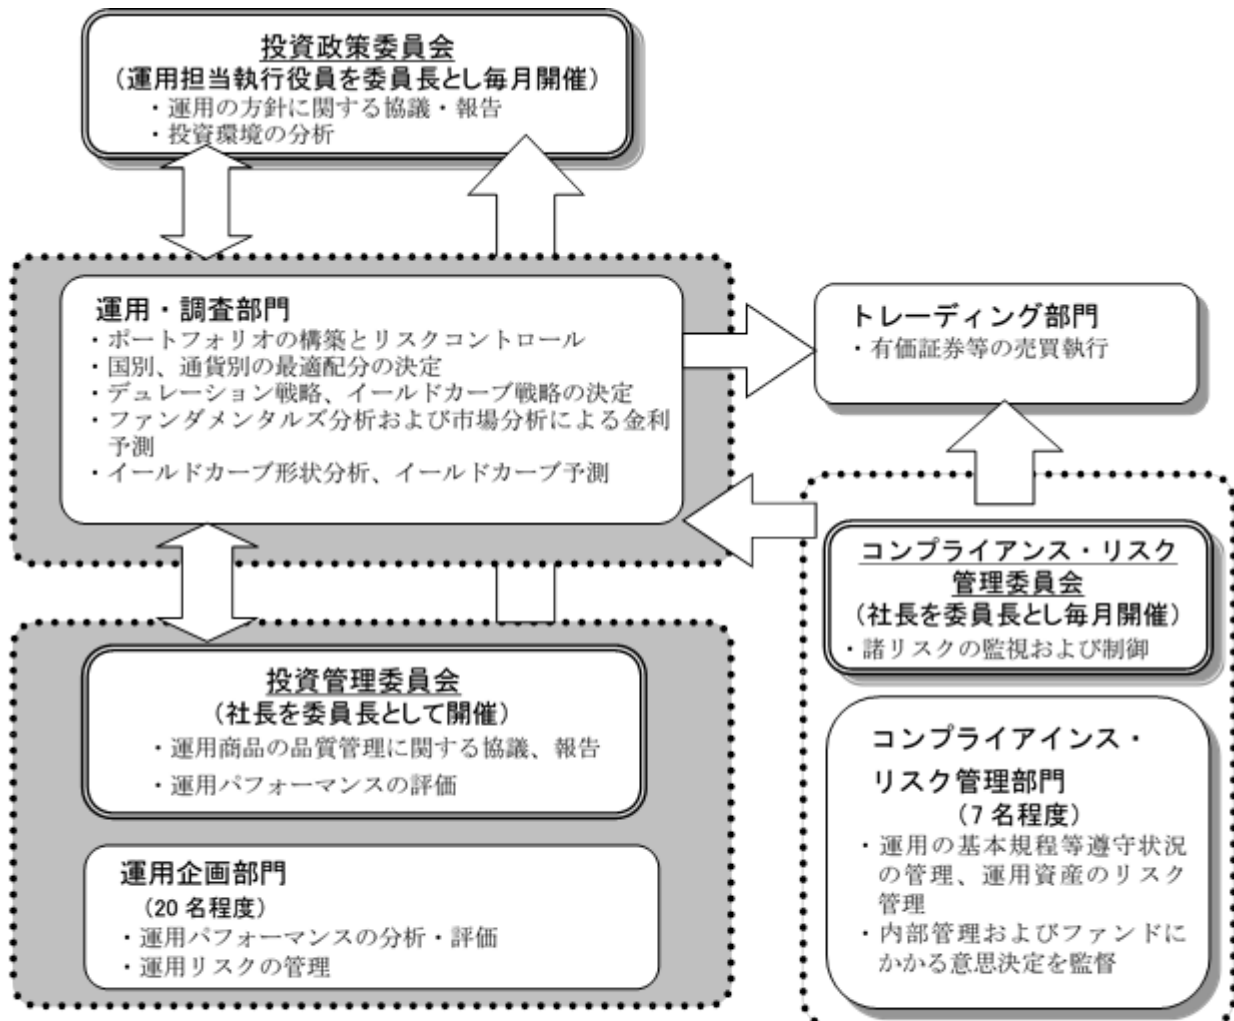 投資政策委員会
(運用担当執行役員を委員長とし毎月開催)
・運用の方針に関する協議・報告
・投資環境の分析
運用・調査部門
・ポートフォリオの構築とリスクコントロール
・国別、通貨別の最適配分の決定
・デュレーション戦略、イールドカーブ戦略の決定
・ファンダメンタルズ分析および市場分析による金利
予測
・イールドカーブ形状分析、イールドカーブ予測
トレーディング部門
・有価証券等の売買執行
投資管理委員会
(社長を委員長として開催)
・運用商品の品質管理に関する協議、報告
・運用パフォーマンスの評価
運用企画部門
(20 名程度)
・運用パフォーマンスの分析・評価
・運用リスクの管理
コンプライアンス・リスク
管理委員会
(社長を委員長とし毎月開催)
・諸リスクの監視および制御
コンプライアインス・
リスク管理部門
(7 名程度)
・運用の基本規程等遵守状況
の管理、運用資産のリスク
管理
・内部管理およびファンドに
かかる意思決定を監督